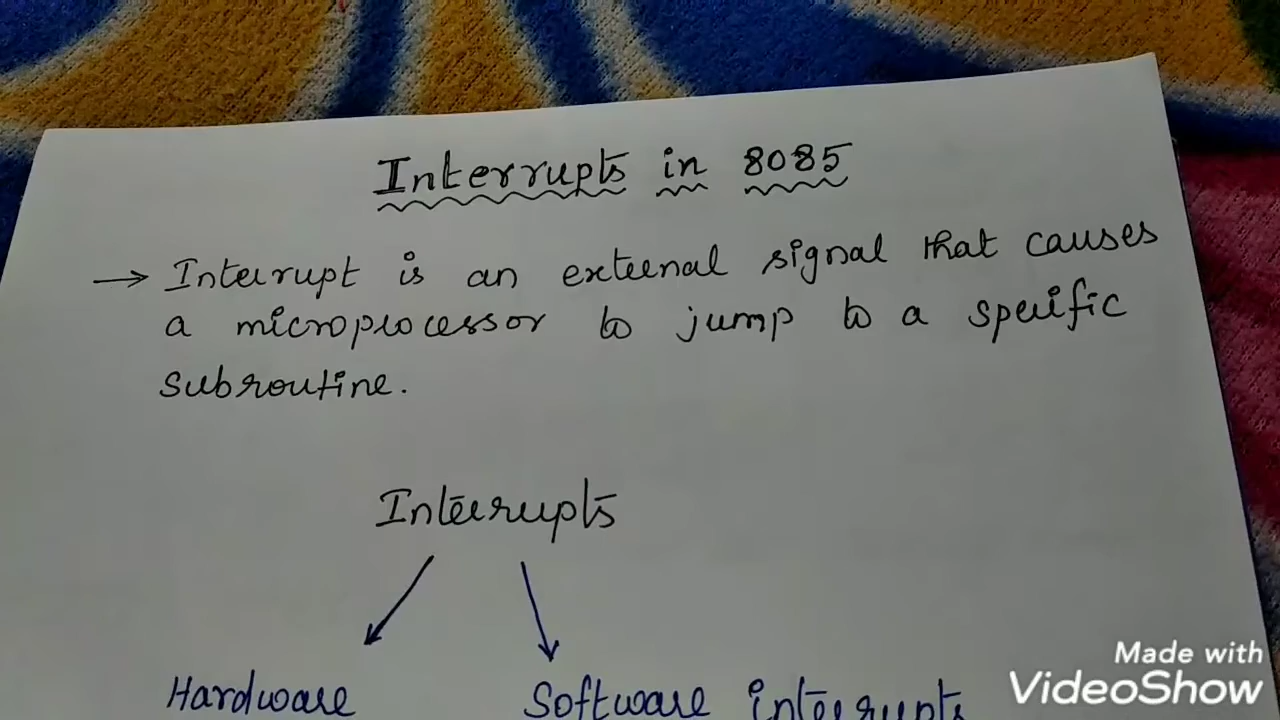 Interrupts in 8085
→ Interrupt is an external signal that causes
a microprocessor to jump to a specific
subroutine.
Interrupts
Hardware
Software interrupts
Made with
VideoShow